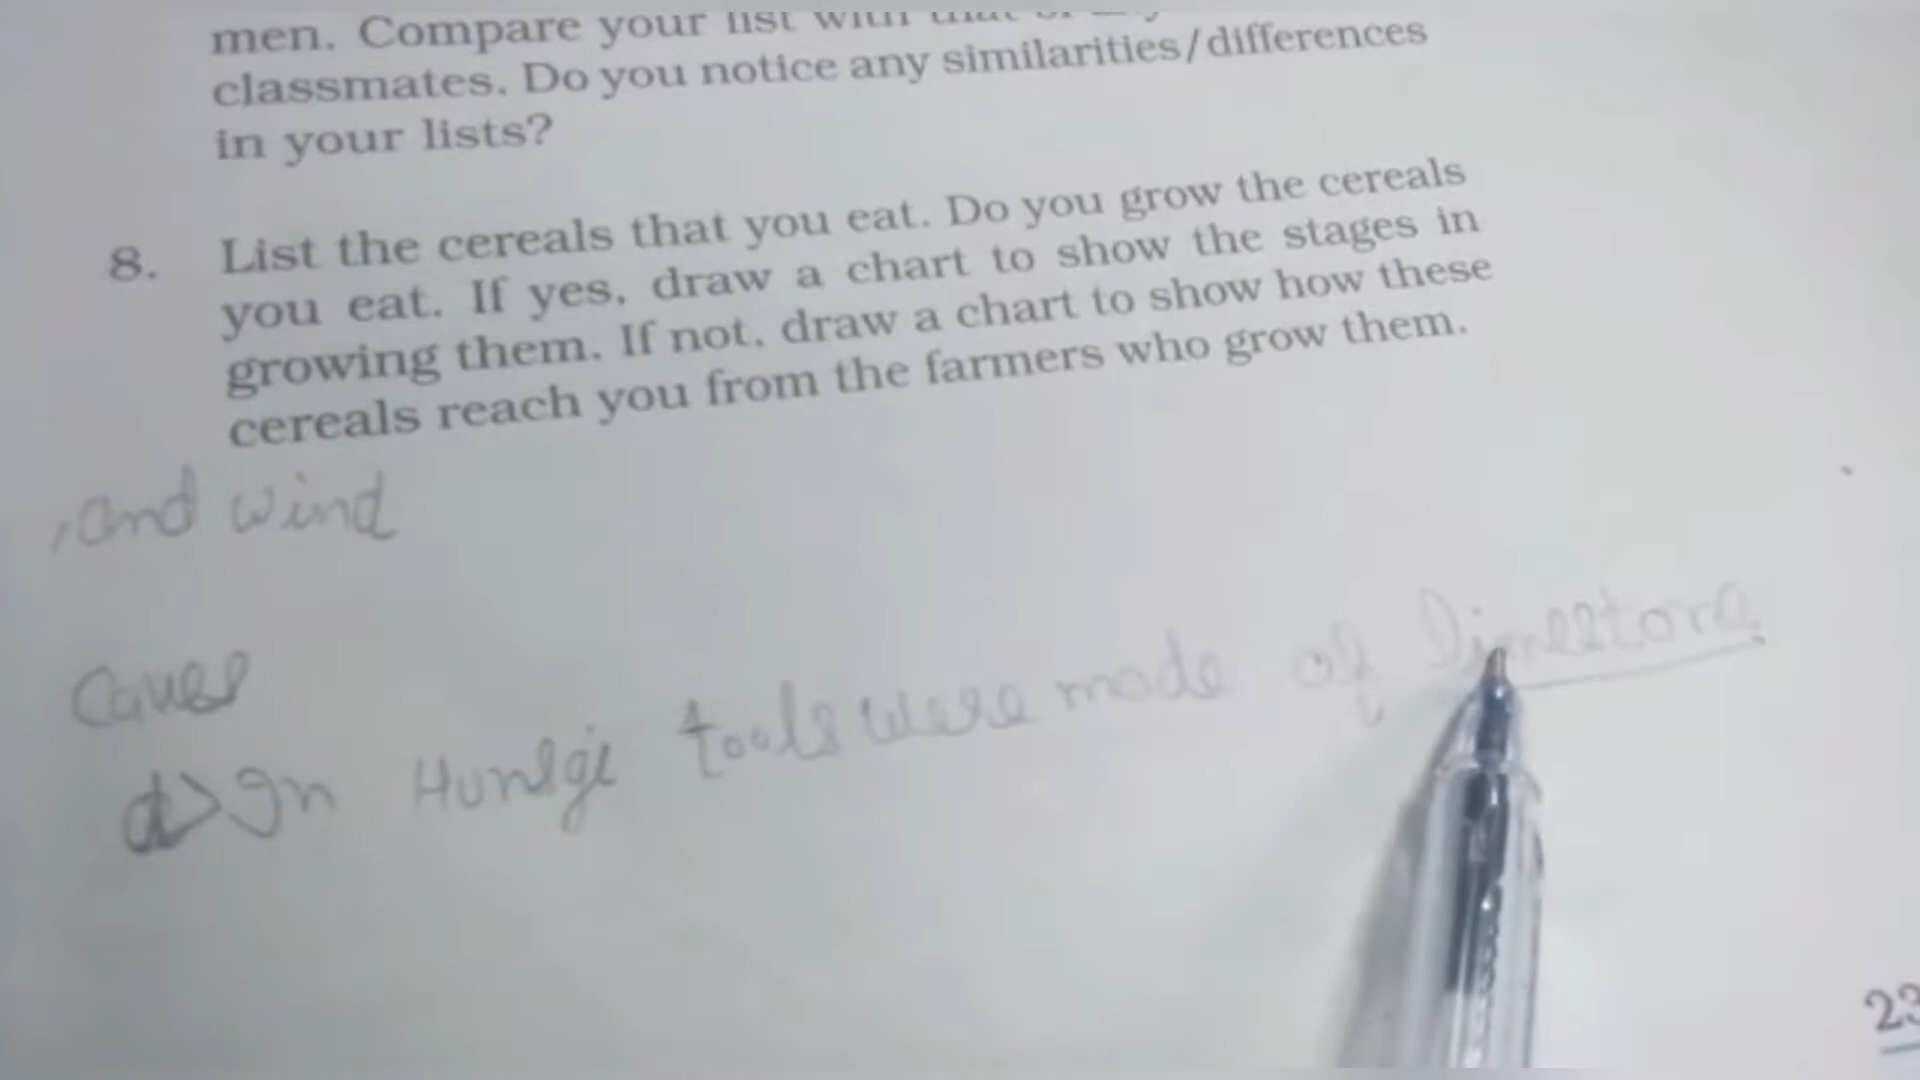 men. Compare your list with that of
classmates. Do you notice any similarities/differences
in your lists?
8. List the cereals that you eat. Do you grow the cereals
you eat. If yes, draw a chart to show the stages in
growing them. If not, draw a chart to show how these
cereals reach you from the farmers who grow them.
, and wind
Caves
d> In Hunsgi tools were made of limestone.
23